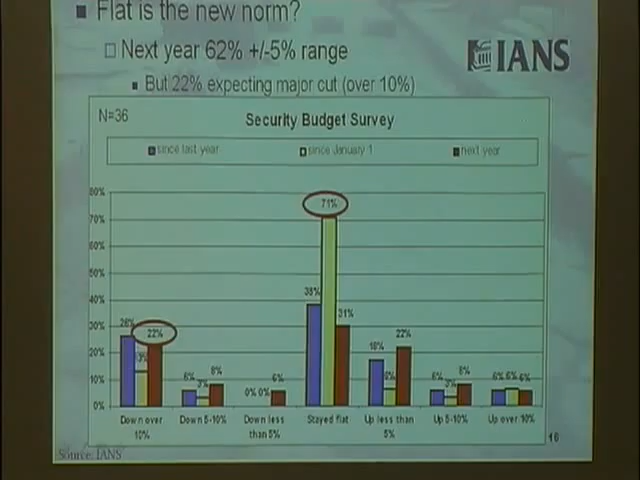 Flat is the new norm?
Next year 62% +/-5% range
But 22% expecting major cut (over 10%)
IANS
N=36
Security Budget Survey
since last year
since January 1
next year
80%
70%
60%
50%
40%
30%
20%
10%
0%
26%
22%
6%
3%
8%
0%
0%
6%
38%
71%
31%
22%
6%
3%
8%
6%
6%
6%
Down over
10%
Down 5-10%
Down less
than 5%
Stayed flat
Up less than
5%
Up 5-10%
Up over 10%
16
Source: IANS